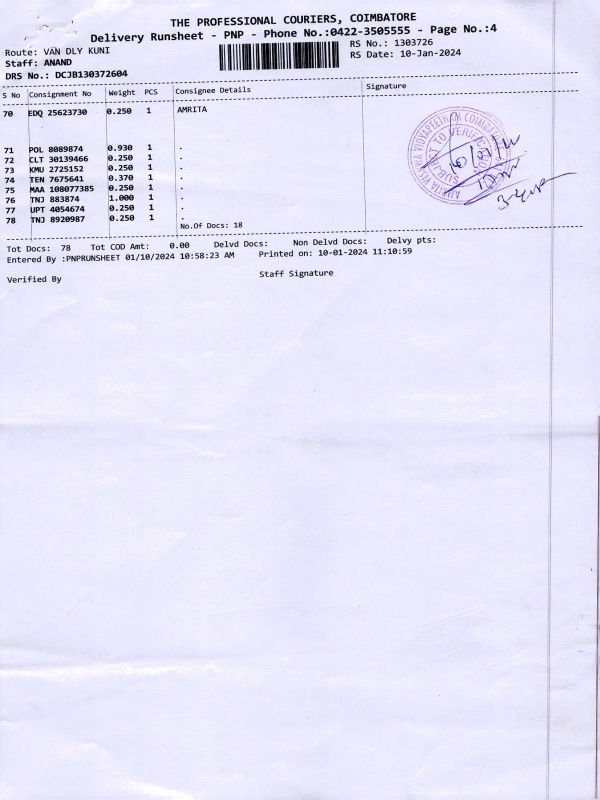 THE PROFESSIONAL COURIERS, COIMBATORE
Delivery Runsheet - PNP - Phone No.:0422-3505555 - Page No.:4
Route: VAN DLY KUNI
RS No.: 1303726
Staff: ANAND
RS Date: 10-Jan-2024
DRS No.: DCJB130372604
S No Consignment No Weight PCS Consignee Details Signature
70 EDQ 25623730 0.250 1 AMRITA
71 POL 8089874 0.930 1 .
72 CLT 30139466 0.250 1 .
73 KMU 2725152 0.250 1 .
74 TEN 7675641 0.370 1 .
75 MAA 108077385 0.250 1 .
76 TNJ 883874 1.000 1 .
77 UPT 4054674 0.250 1 .
78 TNJ 8920987 0.250 1 .
No.Of Docs: 18
AMRITA VISHWA VIDYAPEETHAM COIMBATORE
SUBJECT TO VERIFICATION
Tot Docs: 78 Tot COD Amt: 0.00 Delvd Docs: Non Delvd Docs: Delvy pts:
Entered By :PNPRUNSHEET 01/10/2024 10:58:23 AM Printed on: 10-01-2024 11:10:59
Verified By Staff Signature